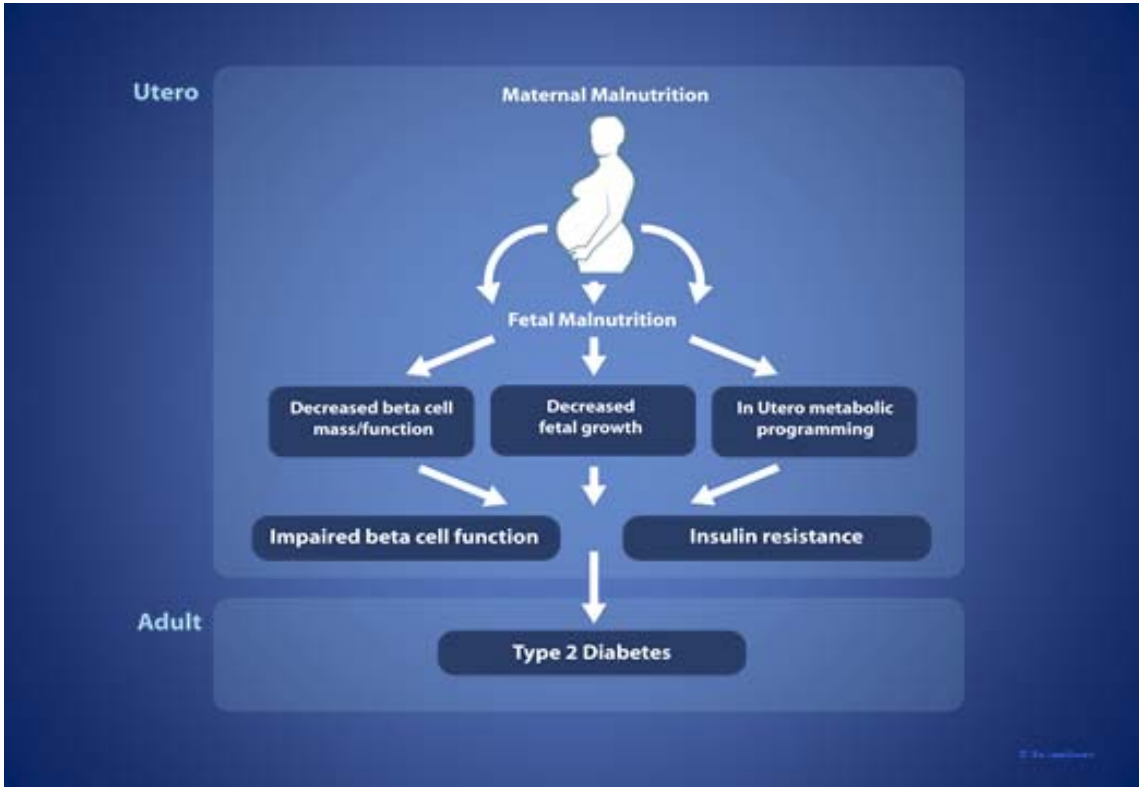 Utero
Maternal Malnutrition
Fetal Malnutrition
Decreased beta cell
mass/function
Decreased
fetal growth
In Utero metabolic
programming
Impaired beta cell function
Insulin resistance
Adult
Type 2 Diabetes